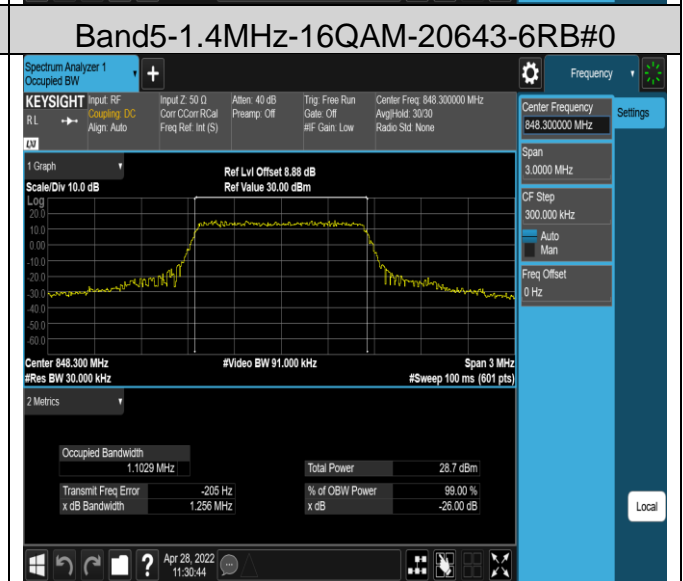 Band5-1.4MHz-16QAM-20643-6RB#0
Spectrum Analyzer 1
Occupied BW
+
Frequency
KEYSIGHT
RL
Input: RF
Coupling: DC
Align: Auto
Input Z: 50 Ω
Corr CCorr RCal
Freq Ref: Int (S)
Atten: 40 dB
Preamp: Off
Trig: Free Run
Gate: Off
#IF Gain: Low
Center Freq: 848.300000 MHz
Avg|Hold: 30/30
Radio Std: None
Center Frequency
848.300000 MHz
Settings
Span
3.0000 MHz
CF Step
300.000 kHz
Auto
Man
Freq Offset
0 Hz
1 Graph
Scale/Div 10.0 dB
Ref Lvl Offset 8.88 dB
Ref Value 30.00 dBm
Log
20.0
10.0
0.00
-10.0
-20.0
-30.0
-40.0
-50.0
-60.0
Center 848.300 MHz
#Video BW 91.000 kHz
Span 3 MHz
#Res BW 30.000 kHz
#Sweep 100 ms (601 pts)
2 Metrics
Occupied Bandwidth
1.1029 MHz
Total Power 28.7 dBm
Transmit Freq Error -205 Hz
% of OBW Power 99.00 %
x dB Bandwidth 1.256 MHz
x dB -26.00 dB
Local
?
Apr 28, 2022
11:30:44